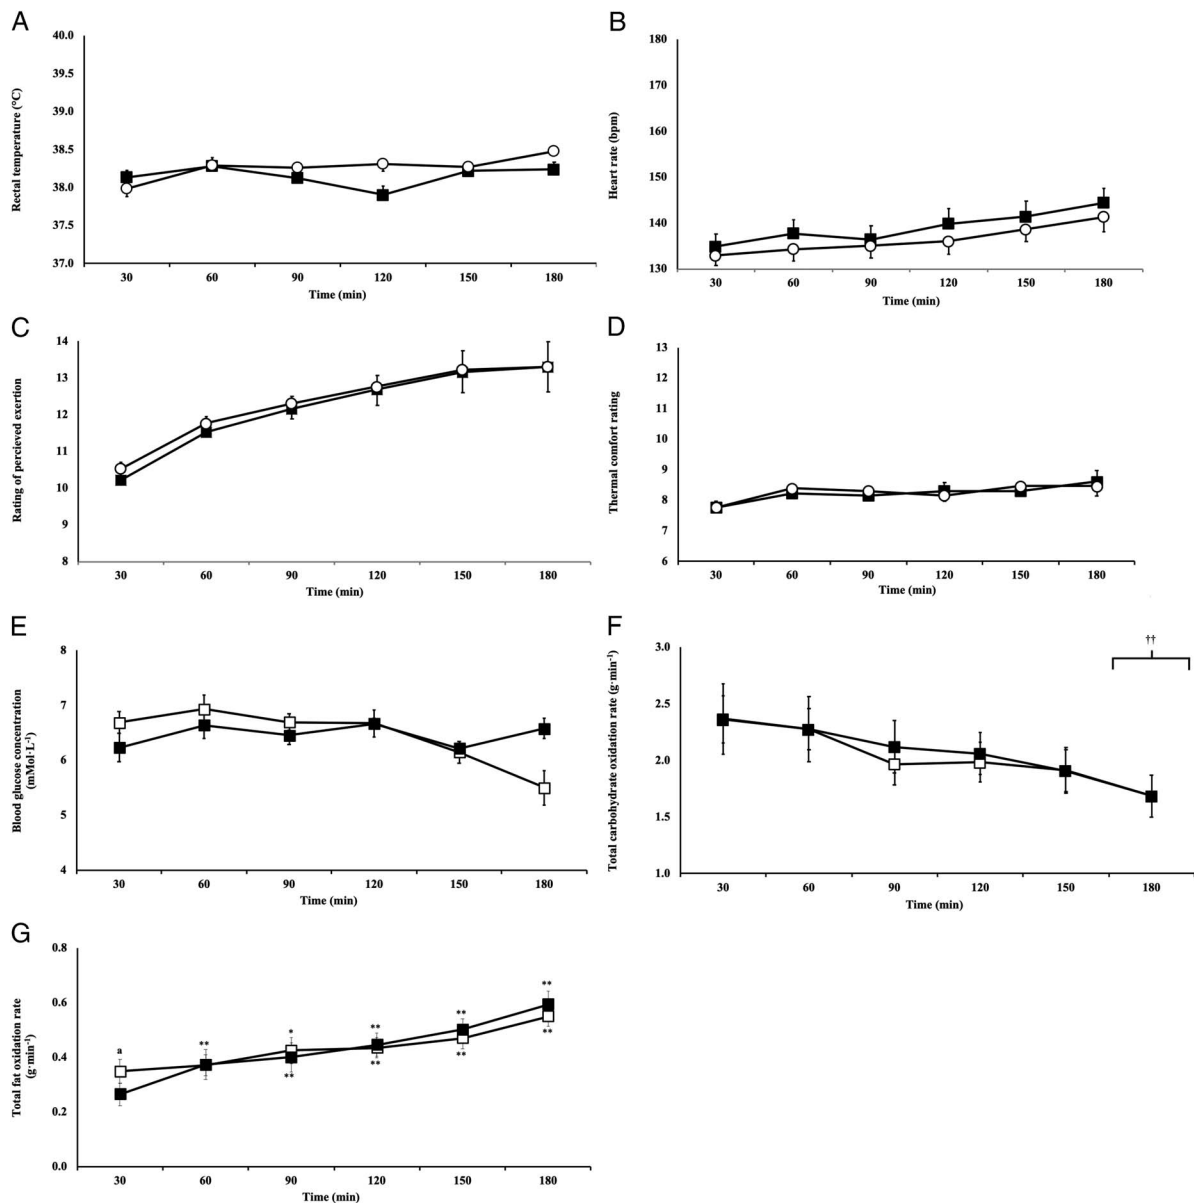 A
40.0
39.5
39.0
38.5
38.0
37.5
37.0
Rectal temperature (°C)
30 60 90 120 150 180
Time (min)
B
180
170
160
150
140
130
Heart rate (bpm)
30 60 90 120 150 180
Time (min)
C
14
13
12
11
10
9
8
Rating of percieved exertion
30 60 90 120 150 180
Time (min)
D
13
12
11
10
9
8
7
6
Thermal comfort rating
30 60 90 120 150 180
Time (min)
E
8
7
6
5
4
Blood glucose concentration
(mMol·L⁻¹)
30 60 90 120 150 180
Time (min)
F
3.0
2.5
2.0
1.5
1.0
Total carbohydrate oxidation rate (g·min⁻¹)
††
30 60 90 120 150 180
Time (min)
G
0.8
0.6
0.4
0.2
0.0
Total fat oxidation rate
(g·min⁻¹)
a ** * ** ** **
** ** ** **
30 60 90 120 150 180
Time (min)